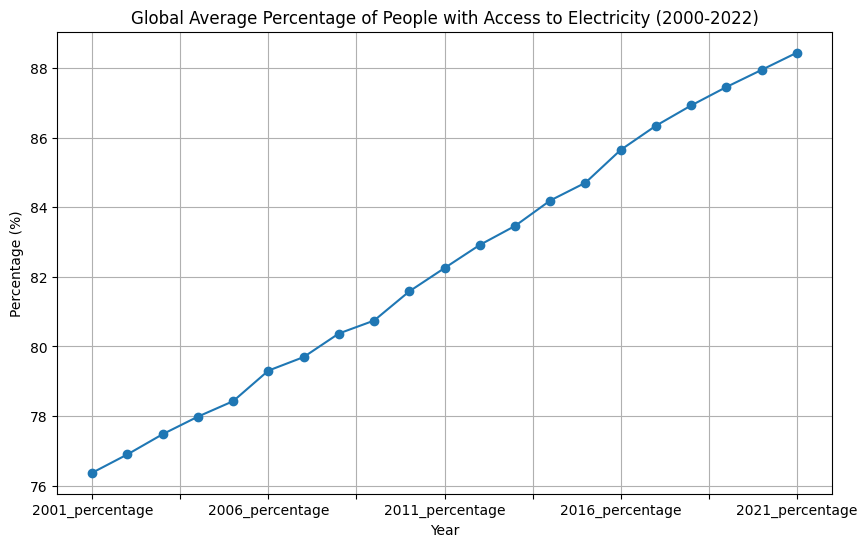 Global Average Percentage of People with Access to Electricity (2000-2022)
Percentage (%)
88
86
84
82
80
78
76
2001_percentage 2006_percentage 2011_percentage 2016_percentage 2021_percentage
Year